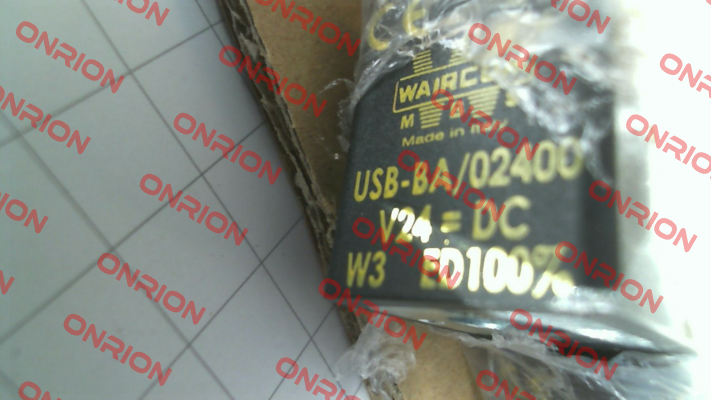 CE
WAIRCOM
M
Made in Italy
USB-BA/02400
V24 = DC
W3 ED100%
ONRION